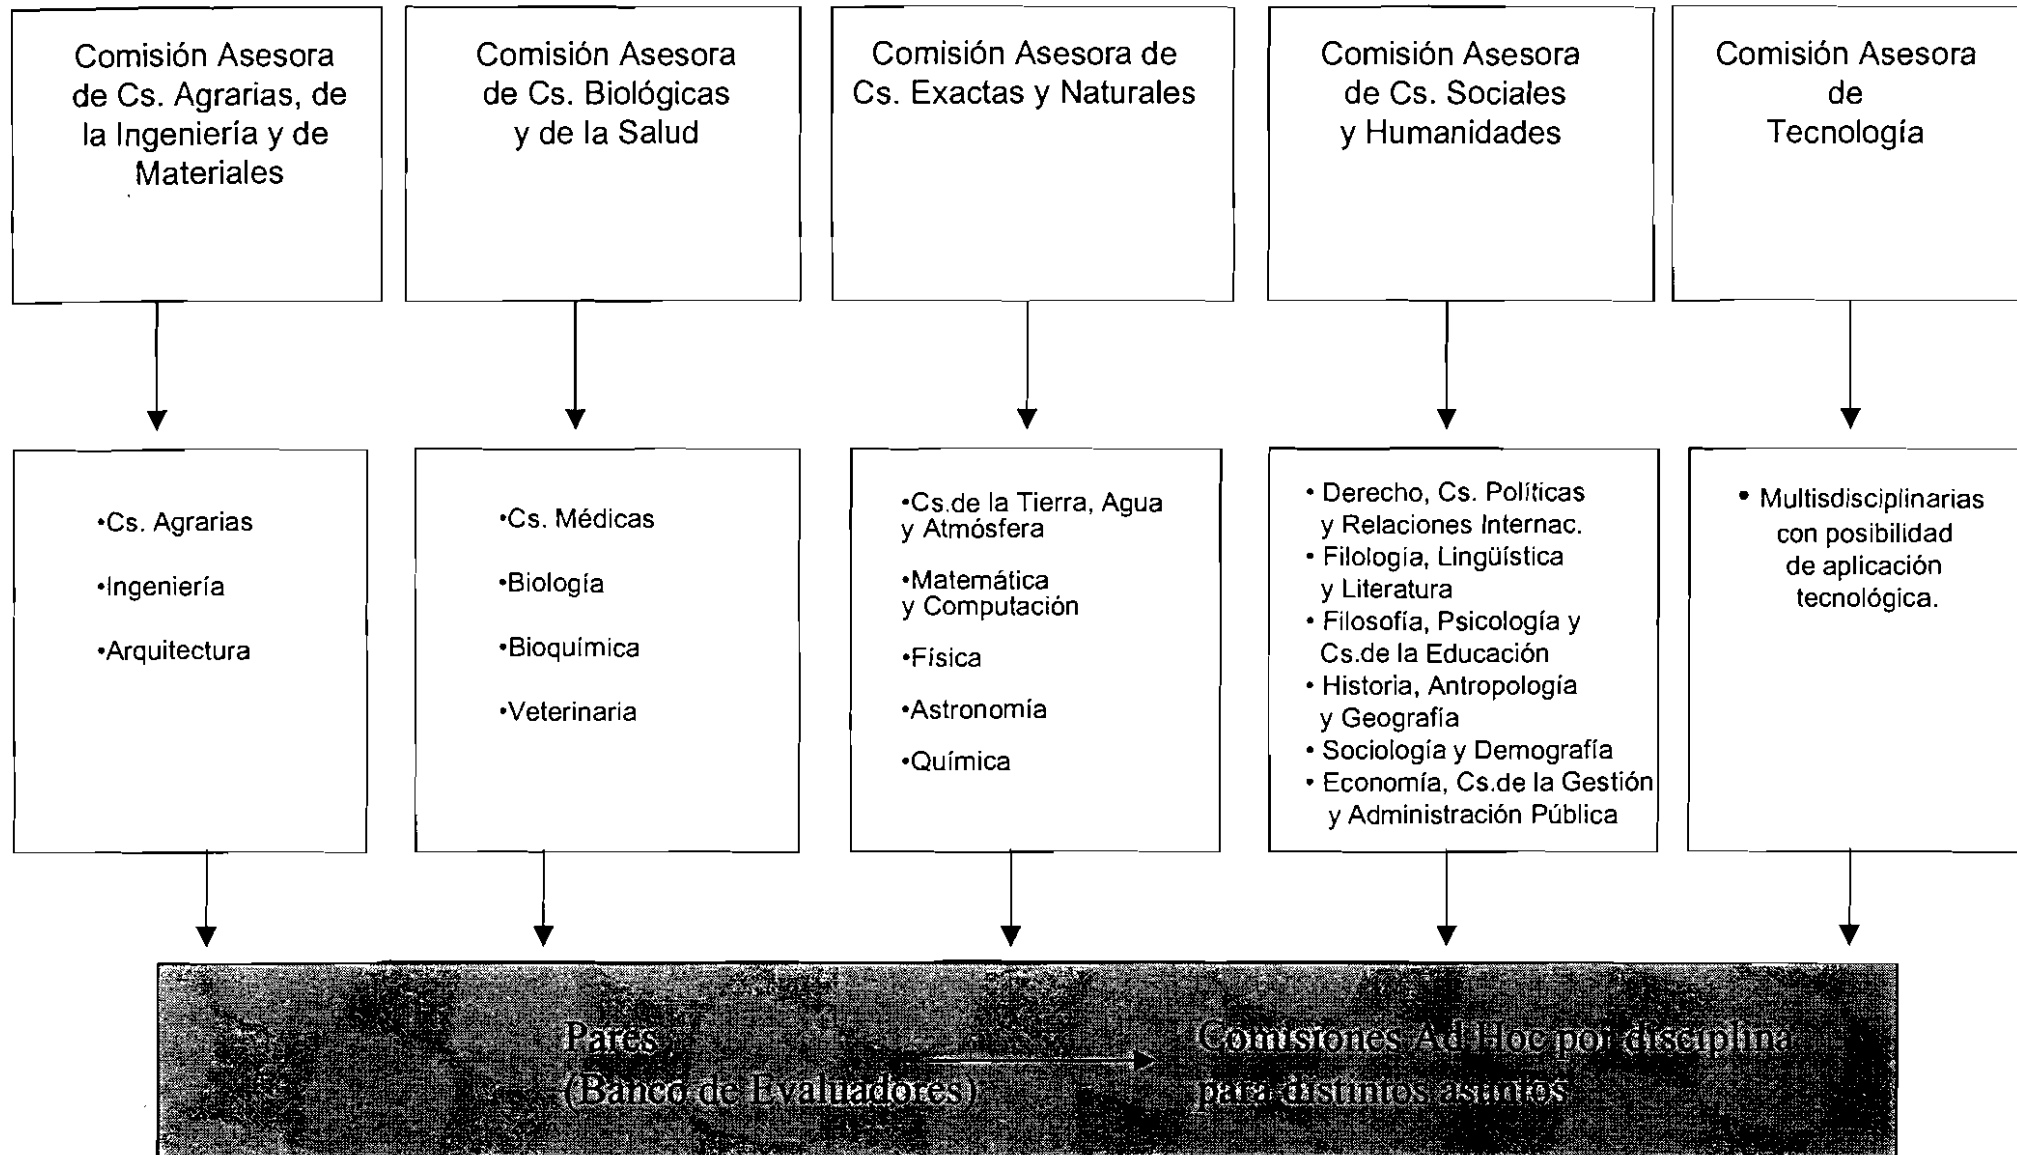 Comisión Asesora
de Cs. Agrarias, de
la Ingeniería y de
Materiales
Comisión Asesora
de Cs. Biológicas
y de la Salud
Comisión Asesora de
Cs. Exactas y Naturales
Comisión Asesora
de Cs. Sociales
y Humanidades
Comisión Asesora
de
Tecnología
•Cs. Agrarias
•Ingeniería
•Arquitectura
•Cs. Médicas
•Biología
•Bioquímica
•Veterinaria
•Cs.de la Tierra, Agua
y Atmósfera
•Matemática
y Computación
•Física
•Astronomía
•Química
• Derecho, Cs. Políticas
y Relaciones Internac.
• Filología, Lingüística
y Literatura
• Filosofía, Psicología y
Cs.de la Educación
• Historia, Antropología
y Geografía
• Sociología y Demografía
• Economía, Cs.de la Gestión
y Administración Pública
• Multisdisciplinarias
con posibilidad
de aplicación
tecnológica.
Pares
(Banco de Evaluadores)
Comisiones Ad Hoc por disciplina
para distintos asuntos